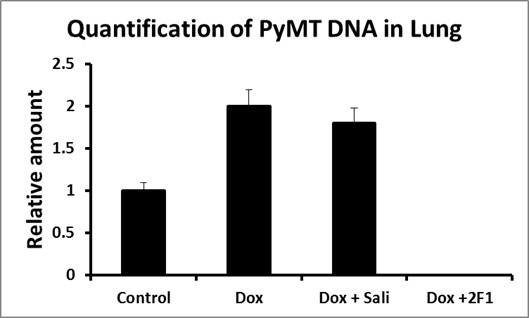 Quantification of PyMT DNA in Lung
Relative amount
2.5
2
1.5
1
0.5
0
Control Dox Dox + Sali Dox +2F1